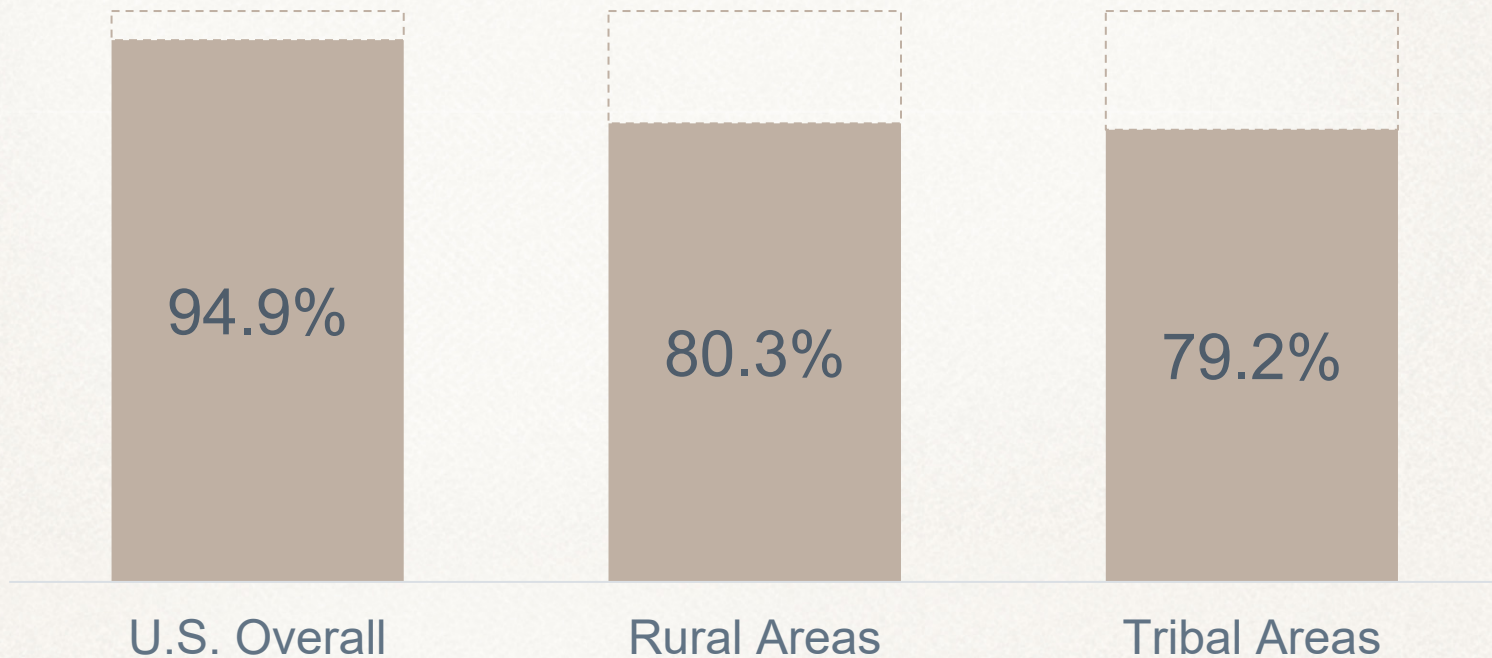 94.9%
80.3%
79.2%
U.S. Overall
Rural Areas
Tribal Areas